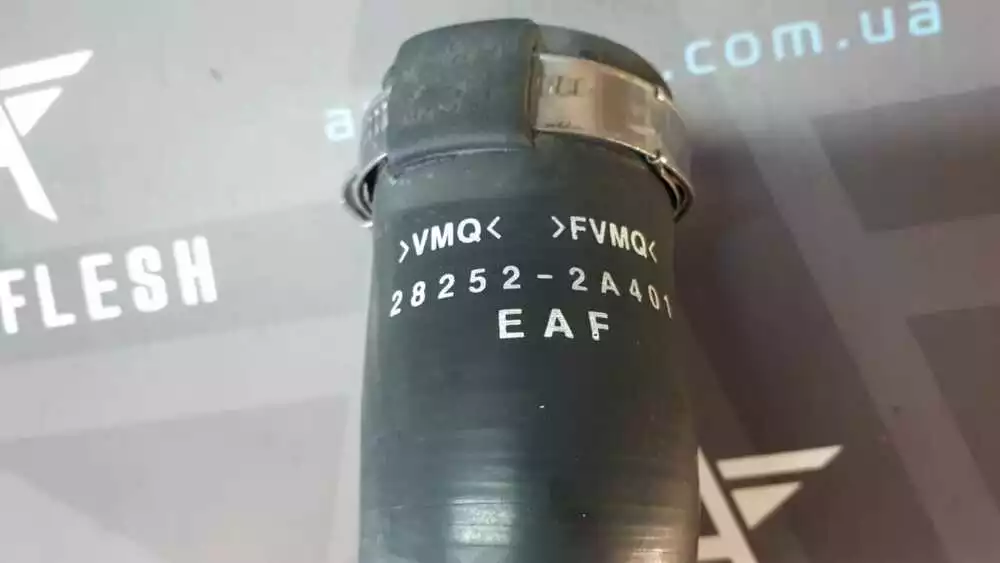 .com.ua
a
FLESH
>VMQ< >FVMQ<
28252-2A401
EAF